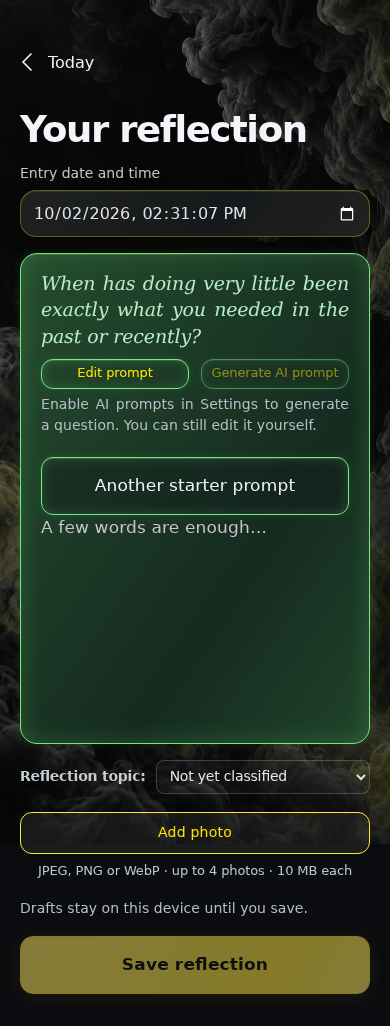 Today
Your reflection
Entry date and time
10/02/2026, 02:31:07 PM
When has doing very little been
exactly what you needed in the
past or recently?
Edit prompt
Generate AI prompt
Enable AI prompts in Settings to generate
a question. You can still edit it yourself.
Another starter prompt
A few words are enough...
Reflection topic:
Not yet classified
Add photo
JPEG, PNG or WebP · up to 4 photos · 10 MB each
Drafts stay on this device until you save.
Save reflection